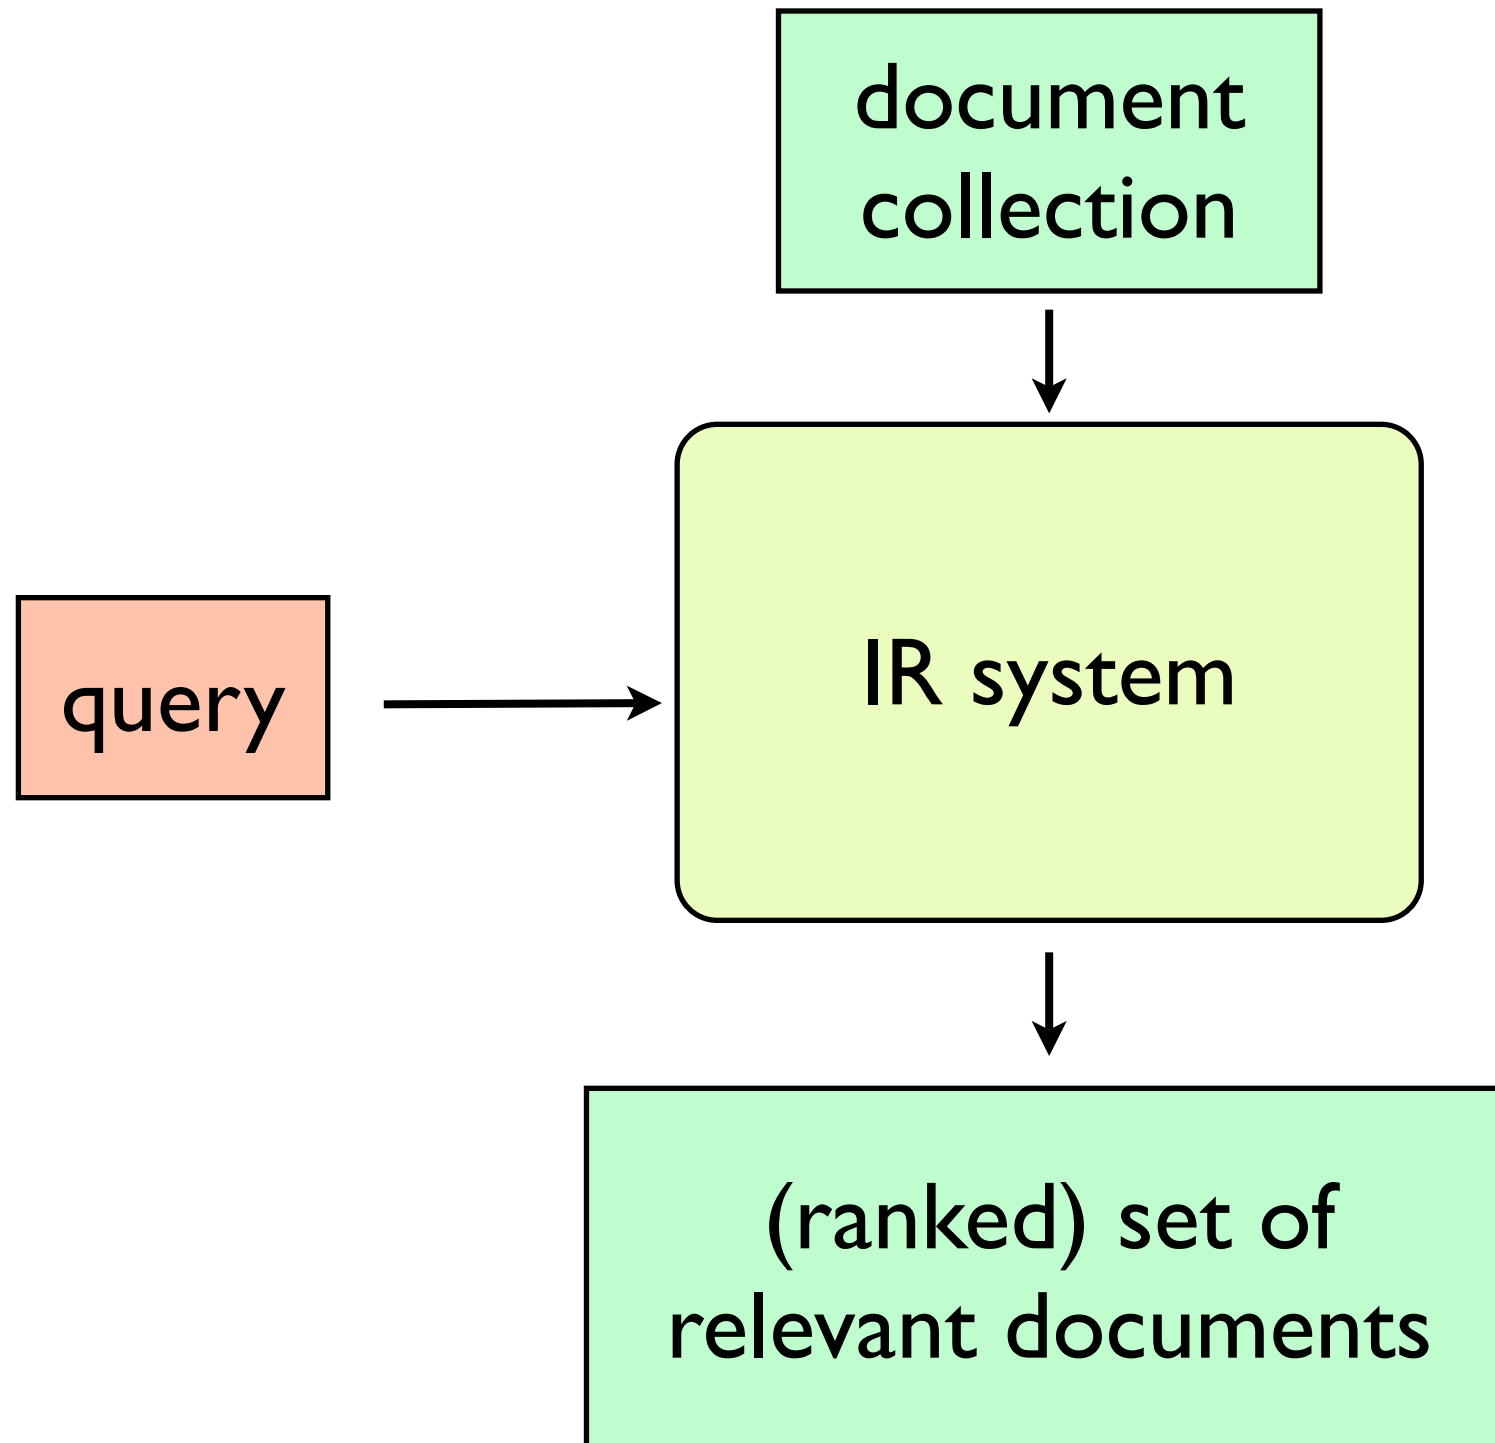 document
collection
query
IR system
(ranked) set of
relevant documents